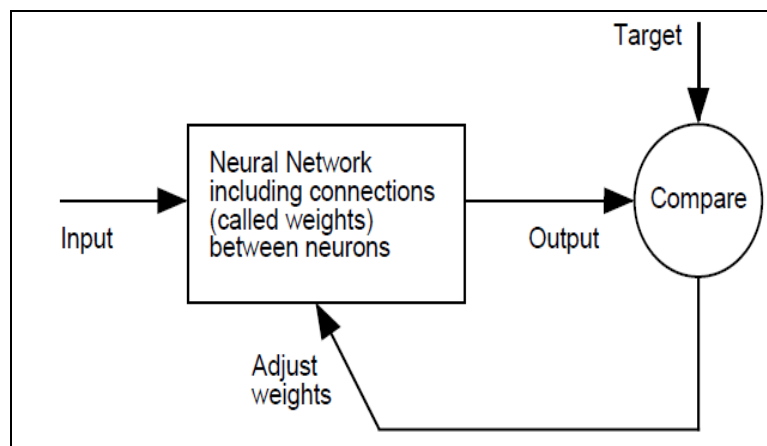 Target
Neural Network
including connections
(called weights)
between neurons
Compare
Input
Output
Adjust
weights